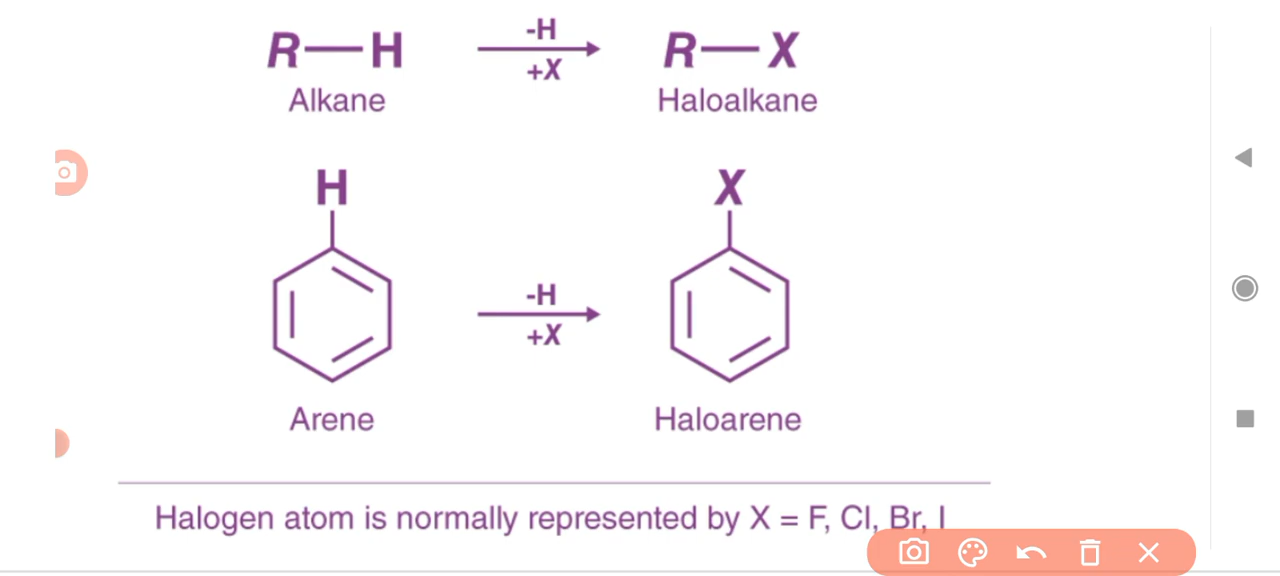 R—H -H R—X
+X
Alkane Haloalkane
H X
-H
+X
Arene Haloarene
Halogen atom is normally represented by X = F, Cl, Br, I